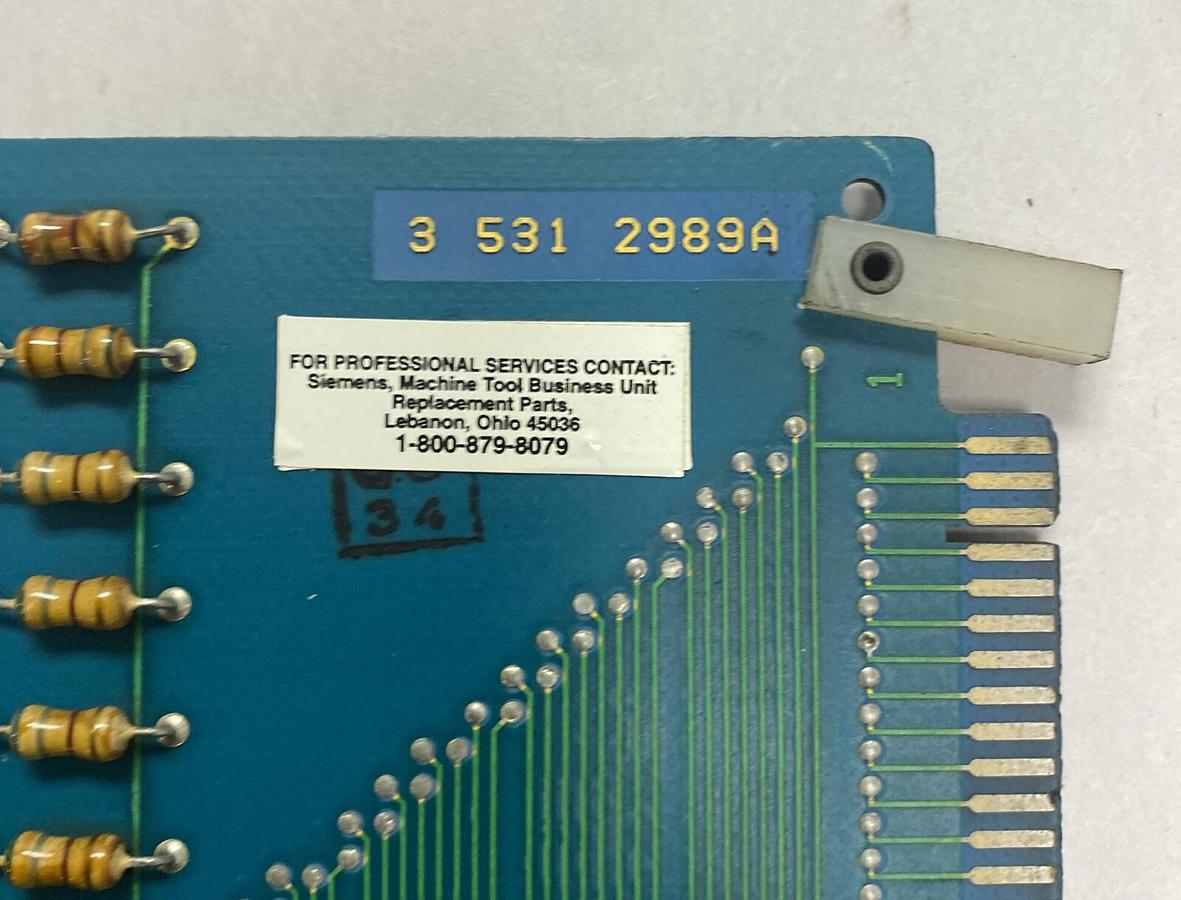 3 531 2989A
FOR PROFESSIONAL SERVICES CONTACT:
Siemens, Machine Tool Business Unit
Replacement Parts,
Lebanon, Ohio 45036
1-800-879-8079
1
34